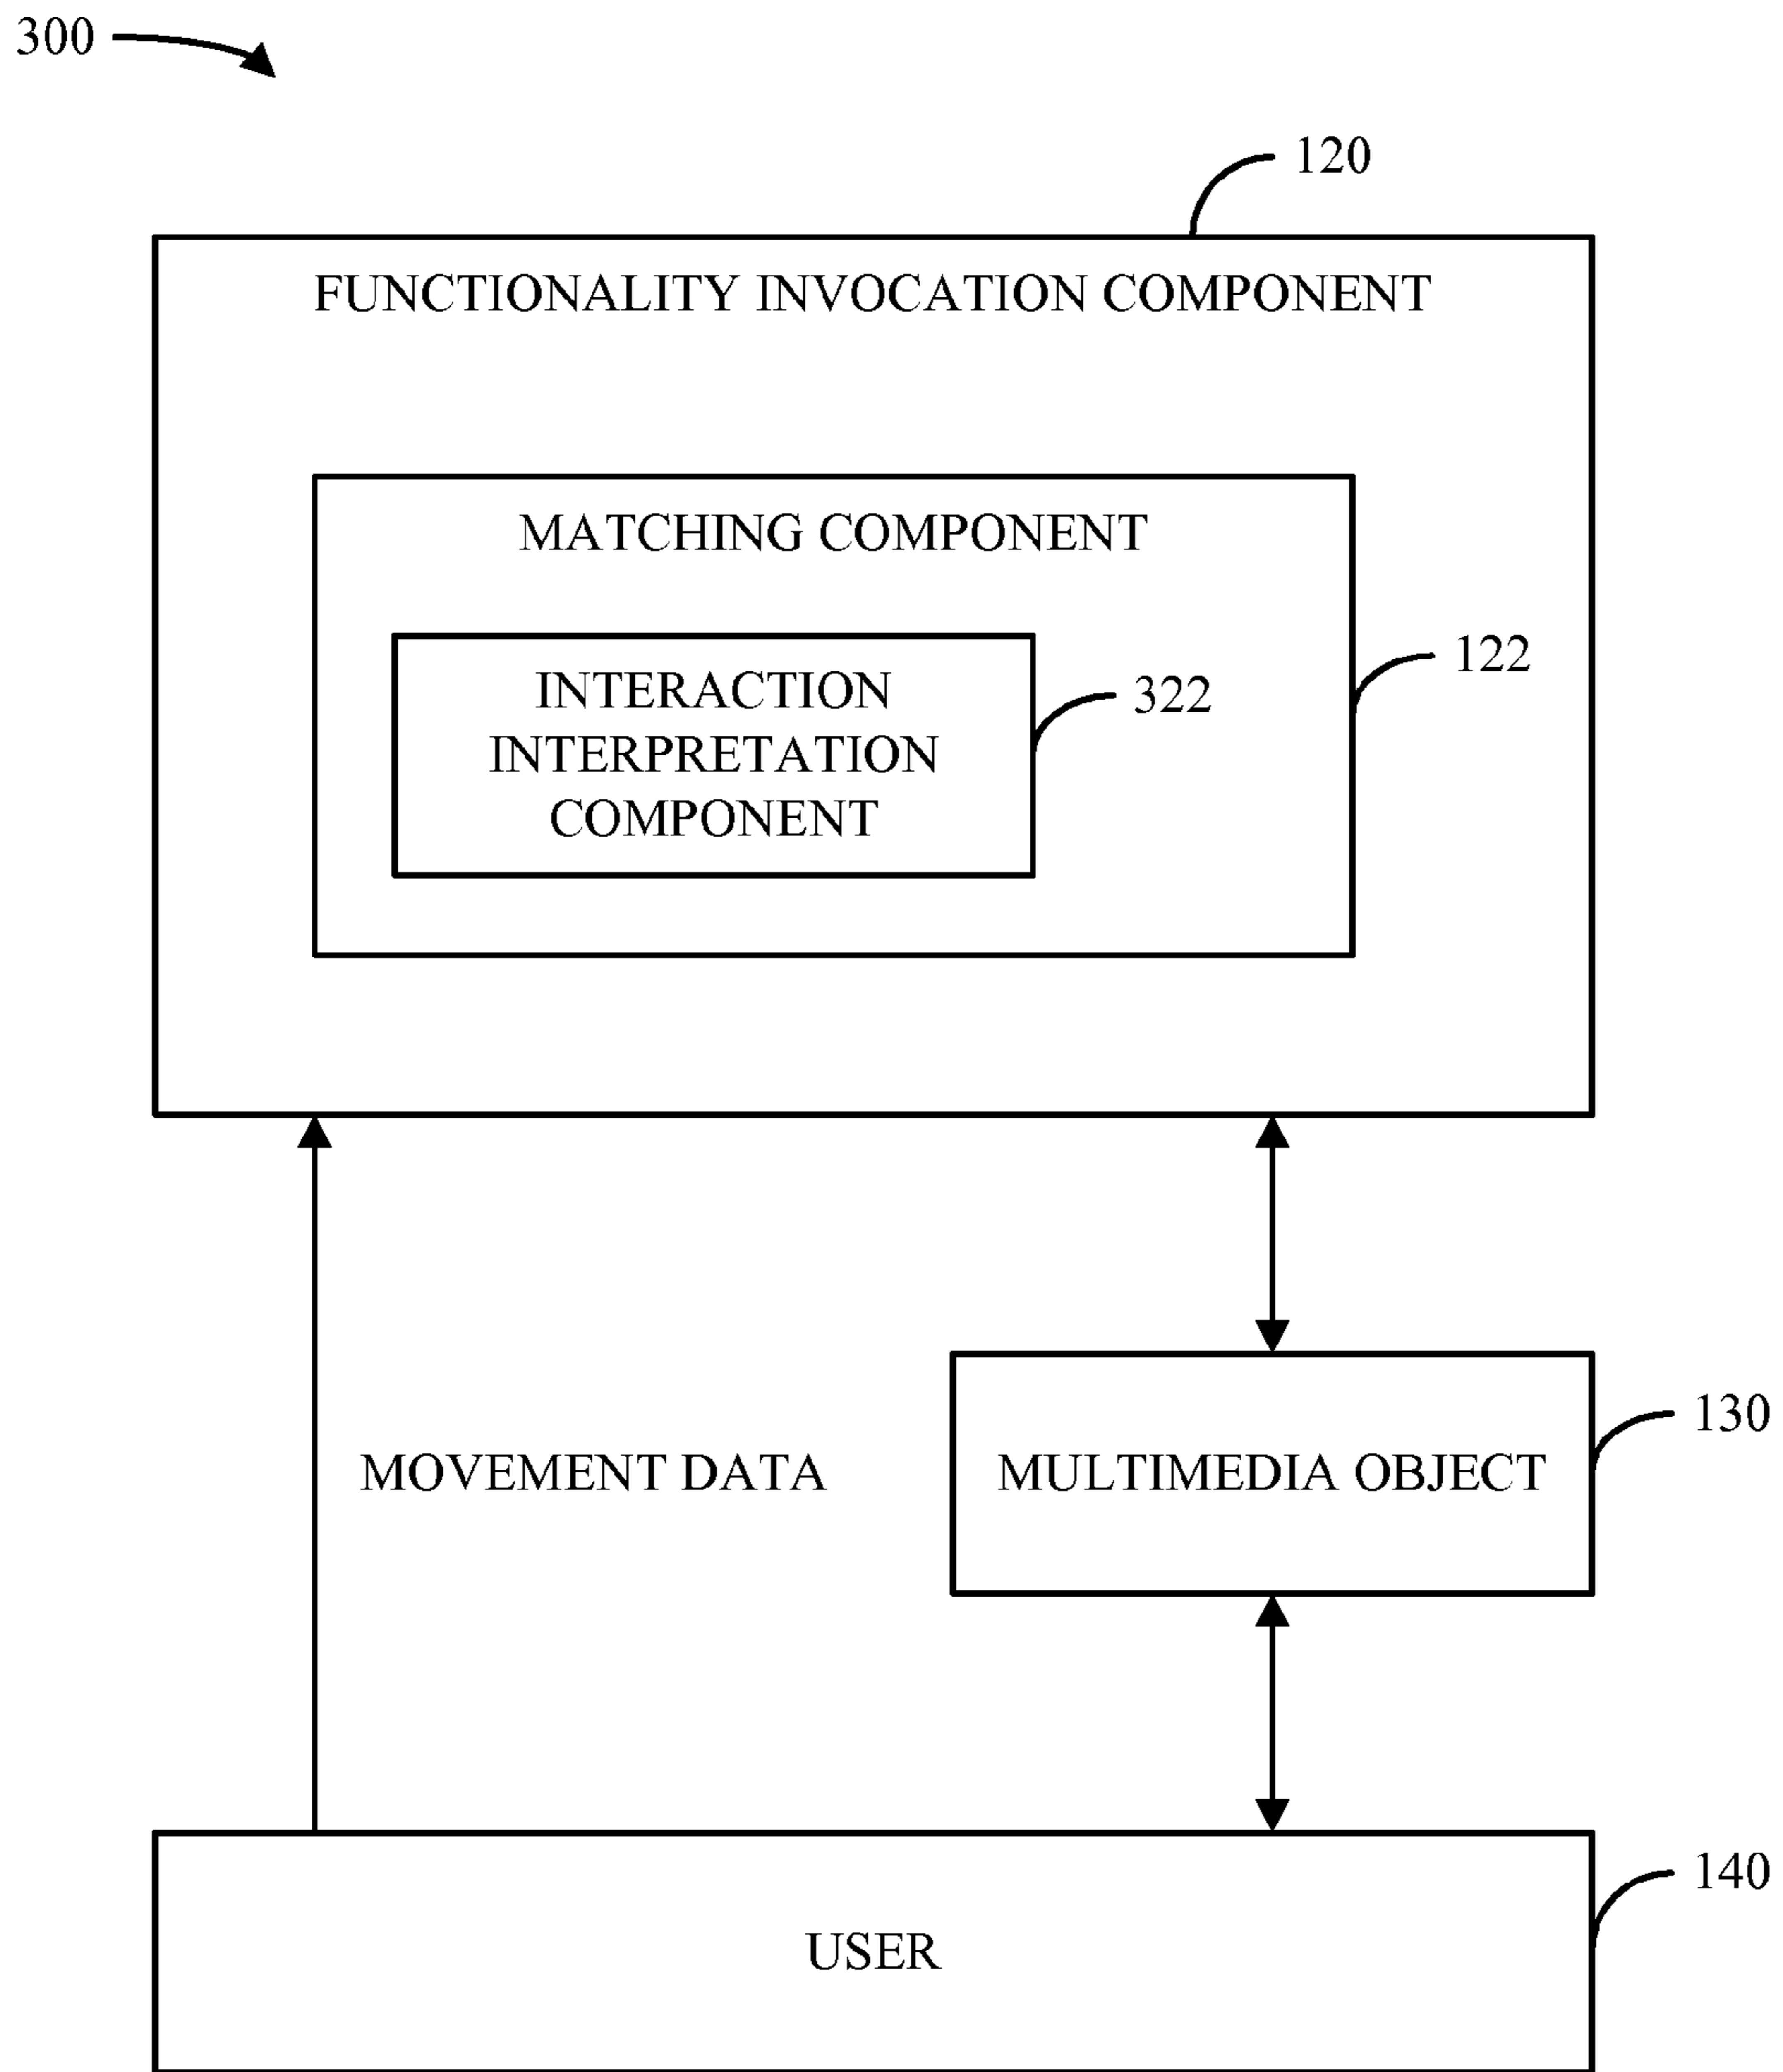 300
120
FUNCTIONALITY INVOCATION COMPONENT
MATCHING COMPONENT
INTERACTION
INTERPRETATION
COMPONENT
122
322
MOVEMENT DATA
MULTIMEDIA OBJECT
130
USER
140